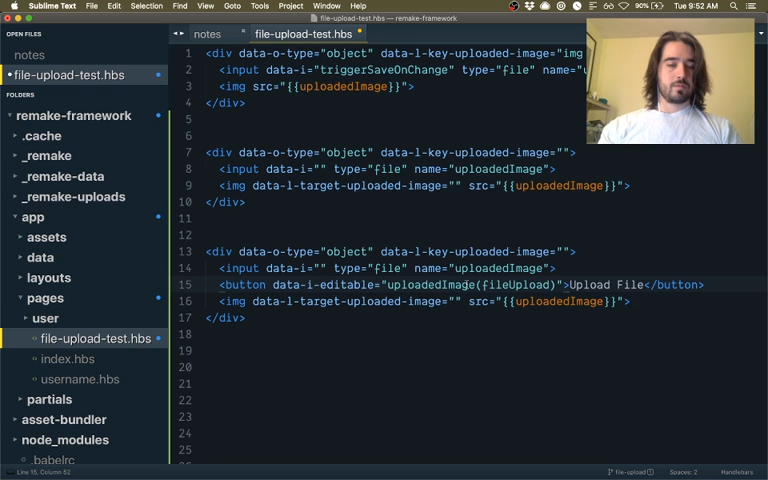 Sublime Text File Edit Selection Find View Goto Tools Project Window Help 90% Tue 9:52 AM
file-upload-test.hbs — remake-framework
OPEN FILES
notes
file-upload-test.hbs
FOLDERS
remake-framework
.cache
_remake
_remake-data
_remake-uploads
app
assets
data
layouts
pages
user
file-upload-test.hbs
index.hbs
username.hbs
partials
asset-bundler
node_modules
.babelrc
notes × file-upload-test.hbs
1 <div data-o-type="object" data-l-key-uploaded-image="img
2 <input data-i="triggerSaveOnChange" type="file" name="u
3 <img src="{{uploadedImage}}">
4 </div>
5
6
7 <div data-o-type="object" data-l-key-uploaded-image="">
8 <input data-i="" type="file" name="uploadedImage">
9 <img data-l-target-uploaded-image="" src="{{uploadedImage}}">
10 </div>
11
12
13 <div data-o-type="object" data-l-key-uploaded-image="">
14 <input data-i="" type="file" name="uploadedImage">
15 <button data-i-editable="uploadedImage(fileUpload)">Upload File</button>
16 <img data-l-target-uploaded-image="" src="{{uploadedImage}}">
17 </div>
18
19
20
21
22
23
24
25
Line 15, Column 52 file-upload 1 Spaces: 2 Handlebars